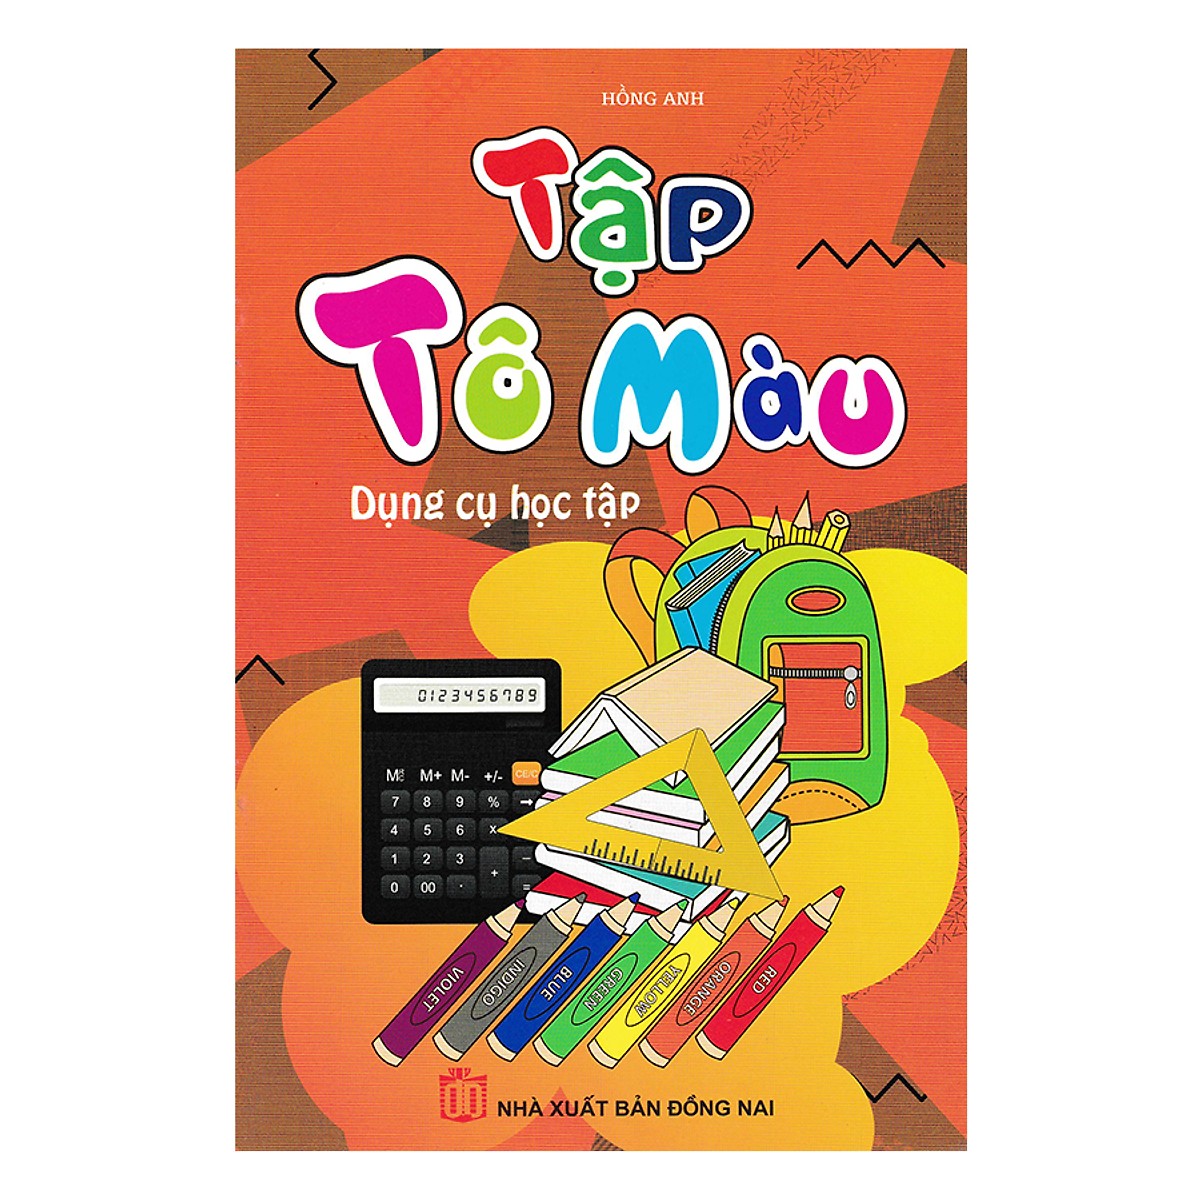 HỒNG ANH
Tập
Tô Màu
Dụng cụ học tập
0123456789
M+ M- +/- CE/C
7 8 9 %
4 5 6 x
1 2 3 + −
0 00 . =
VIOLET
INDIGO
BLUE
GREEN
YELLOW
ORANGE
RED
NHÀ XUẤT BẢN ĐỒNG NAI